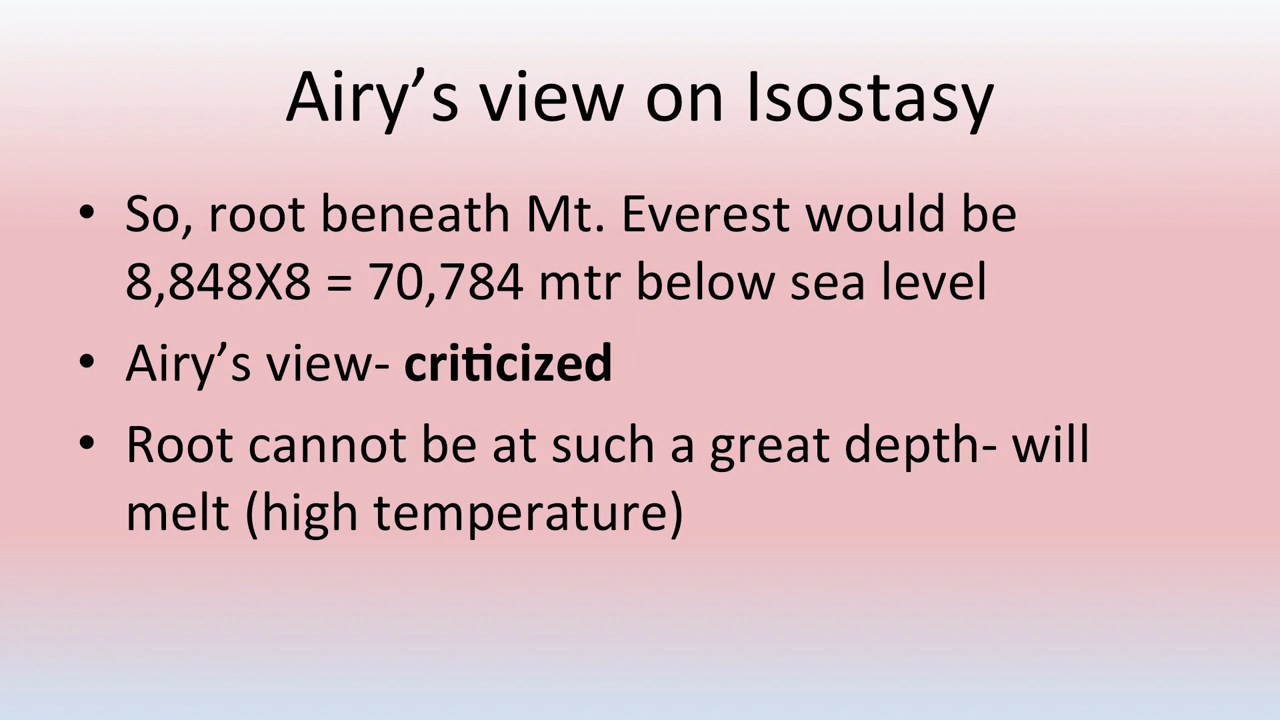 Airy’s view on Isostasy
• So, root beneath Mt. Everest would be
8,848X8 = 70,784 mtr below sea level
• Airy’s view- criticized
• Root cannot be at such a great depth- will
melt (high temperature)